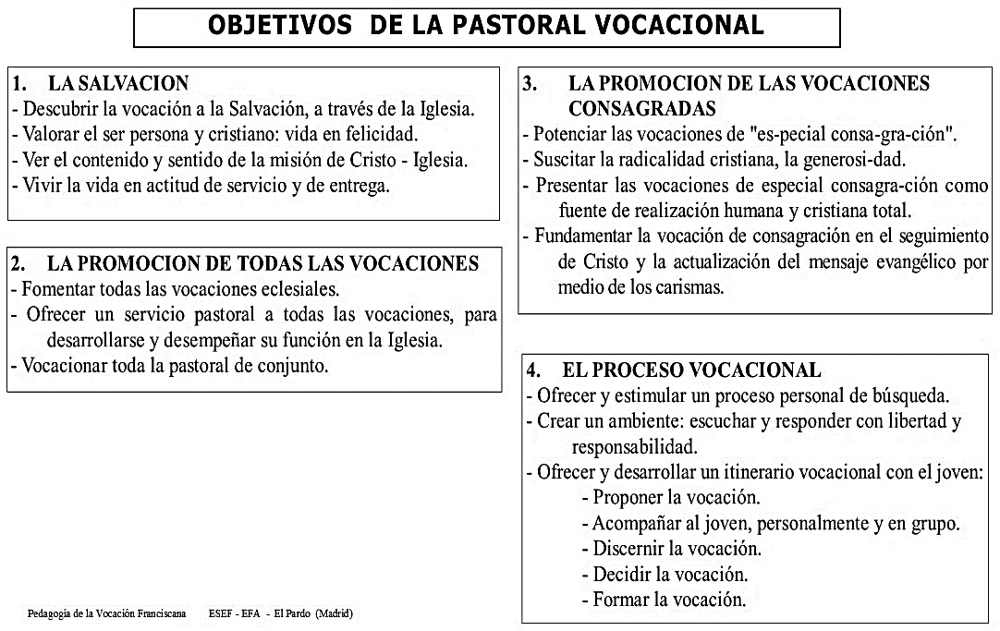 OBJETIVOS DE LA PASTORAL VOCACIONAL
1. LA SALVACION
- Descubrir la vocación a la Salvación, a través de la Iglesia.
- Valorar el ser persona y cristiano: vida en felicidad.
- Ver el contenido y sentido de la misión de Cristo - Iglesia.
- Vivir la vida en actitud de servicio y de entrega.
2. LA PROMOCION DE TODAS LAS VOCACIONES
- Fomentar todas las vocaciones eclesiales.
- Ofrecer un servicio pastoral a todas las vocaciones, para
desarrollarse y desempeñar su función en la Iglesia.
- Vocacionar toda la pastoral de conjunto.
3. LA PROMOCION DE LAS VOCACIONES
CONSAGRADAS
- Potenciar las vocaciones de "es-pecial consa-gra-ción".
- Suscitar la radicalidad cristiana, la generosi-dad.
- Presentar las vocaciones de especial consagra-ción como
fuente de realización humana y cristiana total.
- Fundamentar la vocación de consagración en el seguimiento
de Cristo y la actualización del mensaje evangélico por
medio de los carismas.
4. EL PROCESO VOCACIONAL
- Ofrecer y estimular un proceso personal de búsqueda.
- Crear un ambiente: escuchar y responder con libertad y
responsabilidad.
- Ofrecer y desarrollar un itinerario vocacional con el joven:
- Proponer la vocación.
- Acompañar al joven, personalmente y en grupo.
- Discernir la vocación.
- Decidir la vocación.
- Formar la vocación.
Pedagogía de la Vocación Franciscana ESEF - EFA - El Pardo (Madrid)